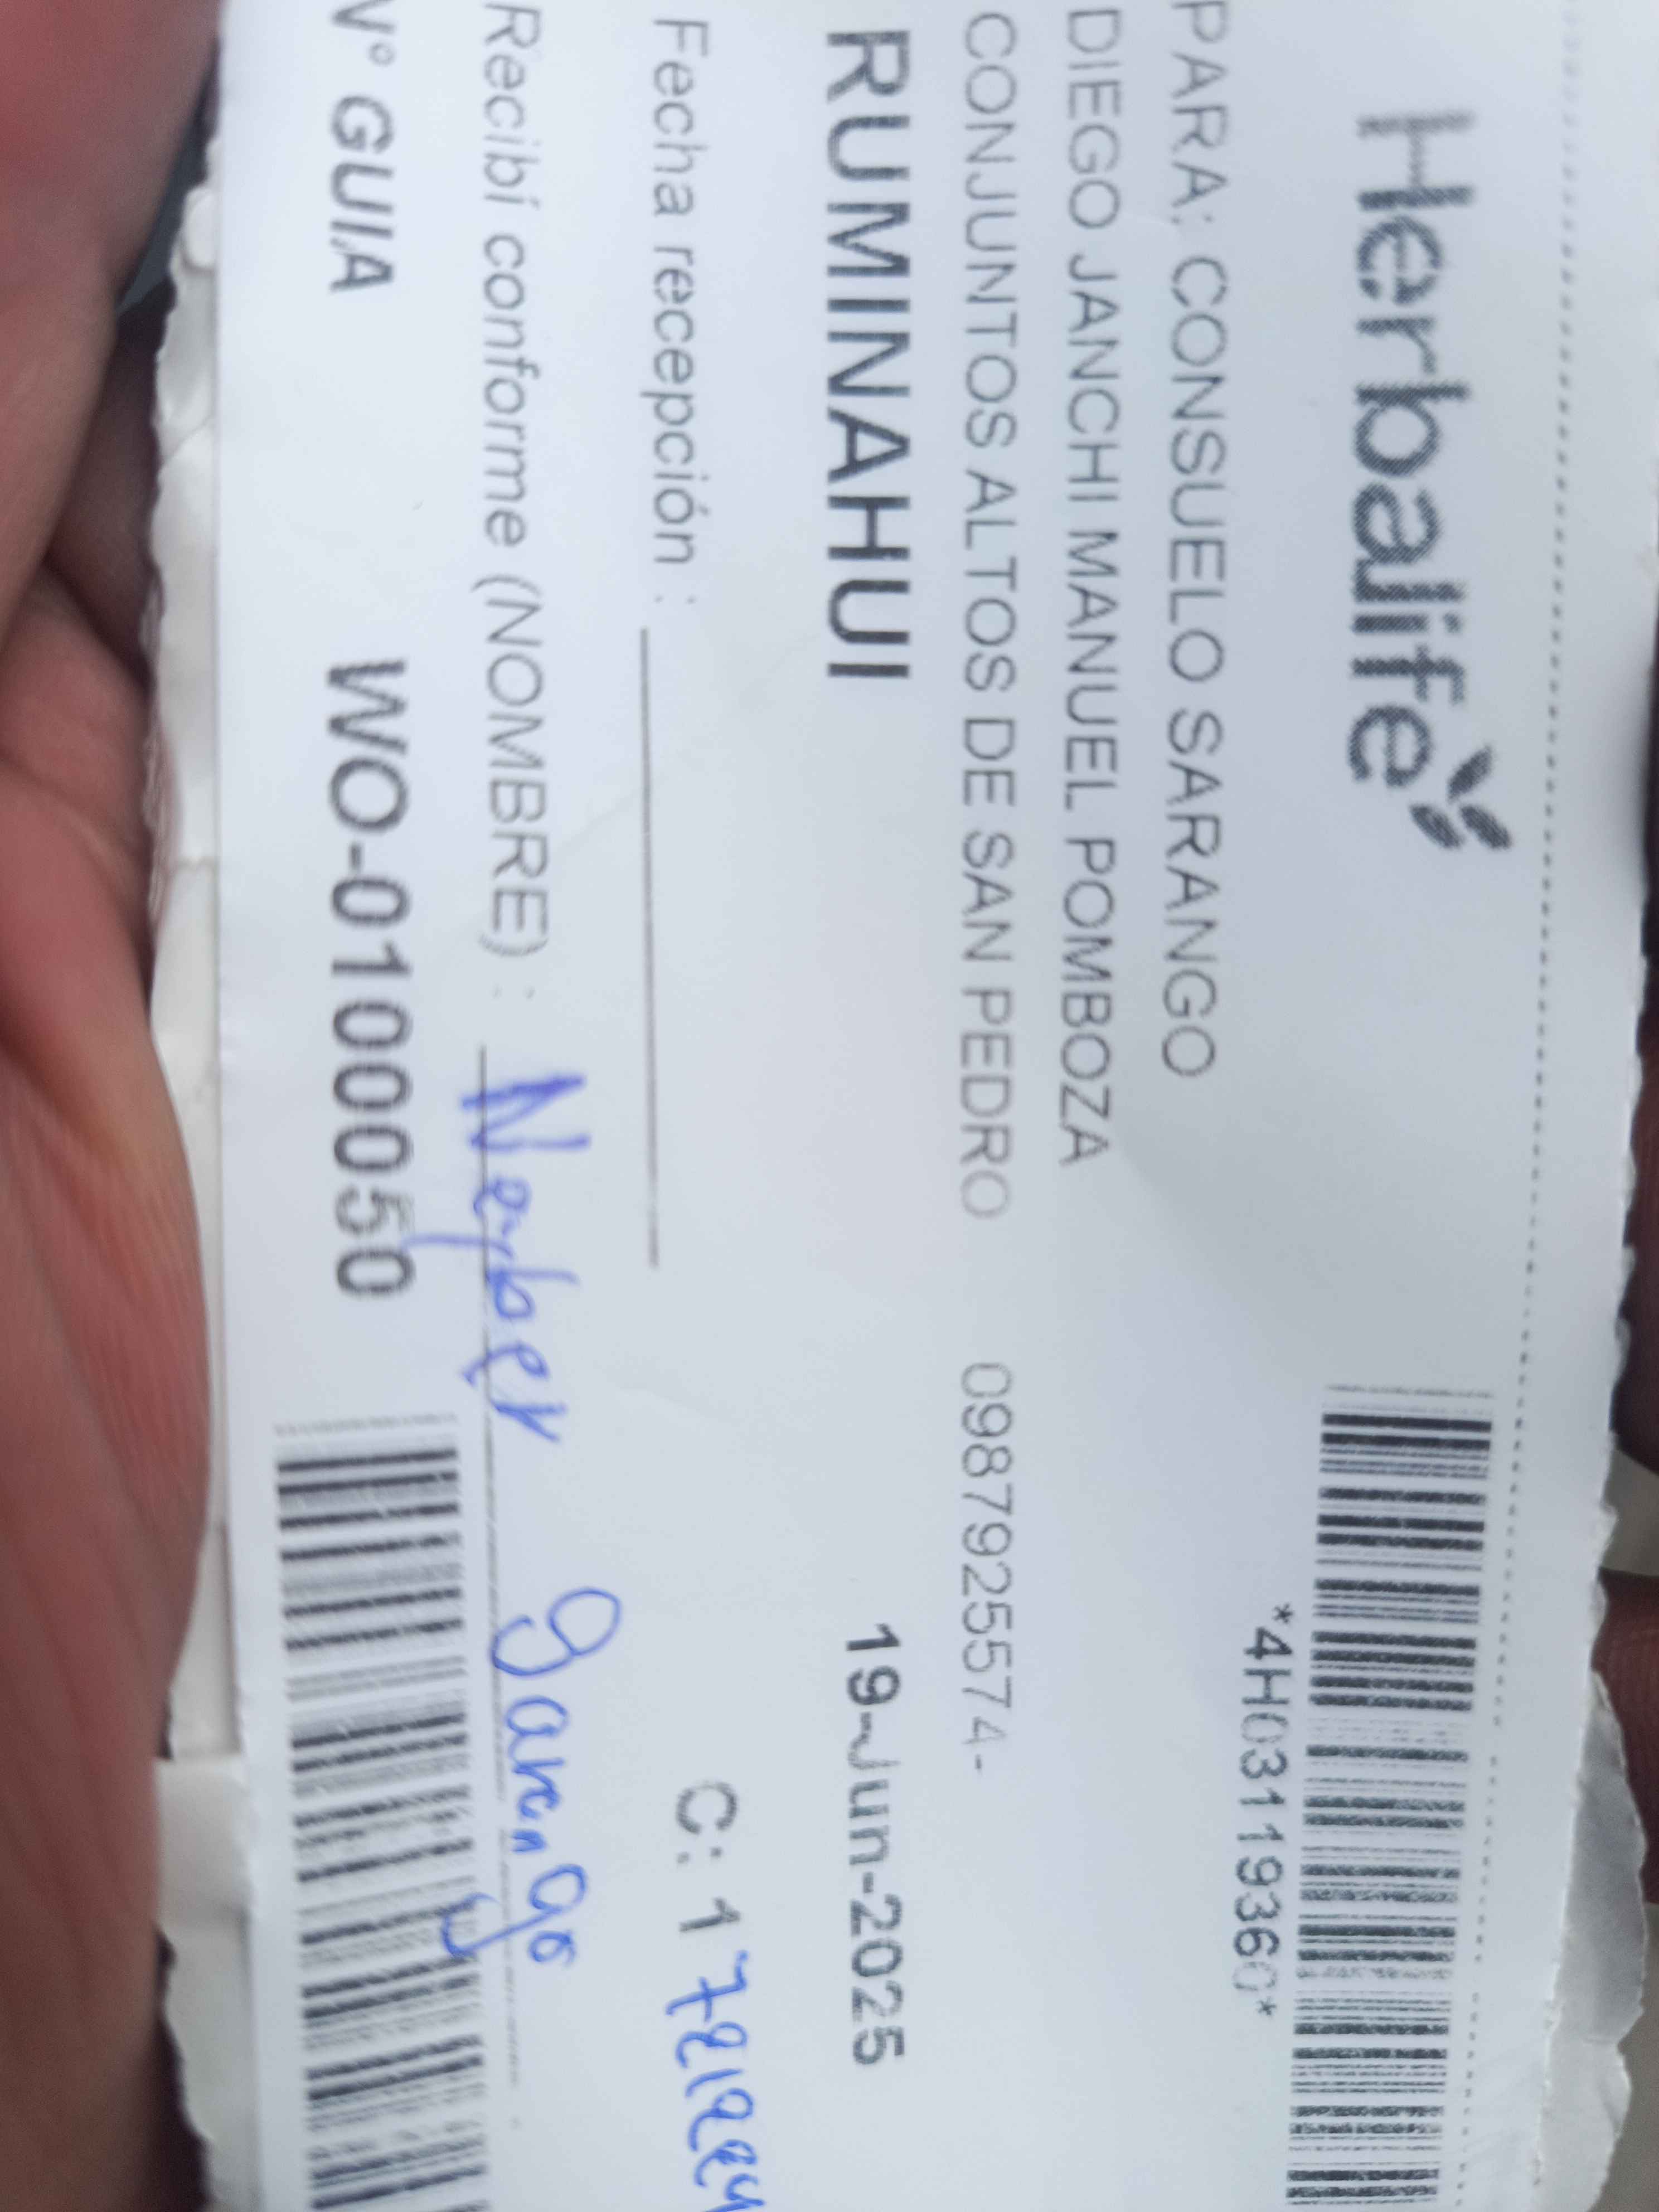 Herbalife
*4H03119360*
PARA: CONSUELO SARANGO
DIEGO JANCHI MANUEL POMBOZA
CONJUNTOS ALTOS DE SAN PEDRO 0987925574-
RUMINAHUI 19-Jun-2025
Fecha recepción : C: 1
Recibí conforme (NOMBRE) : Neyber Sarango
N° GUIA WO-0100050